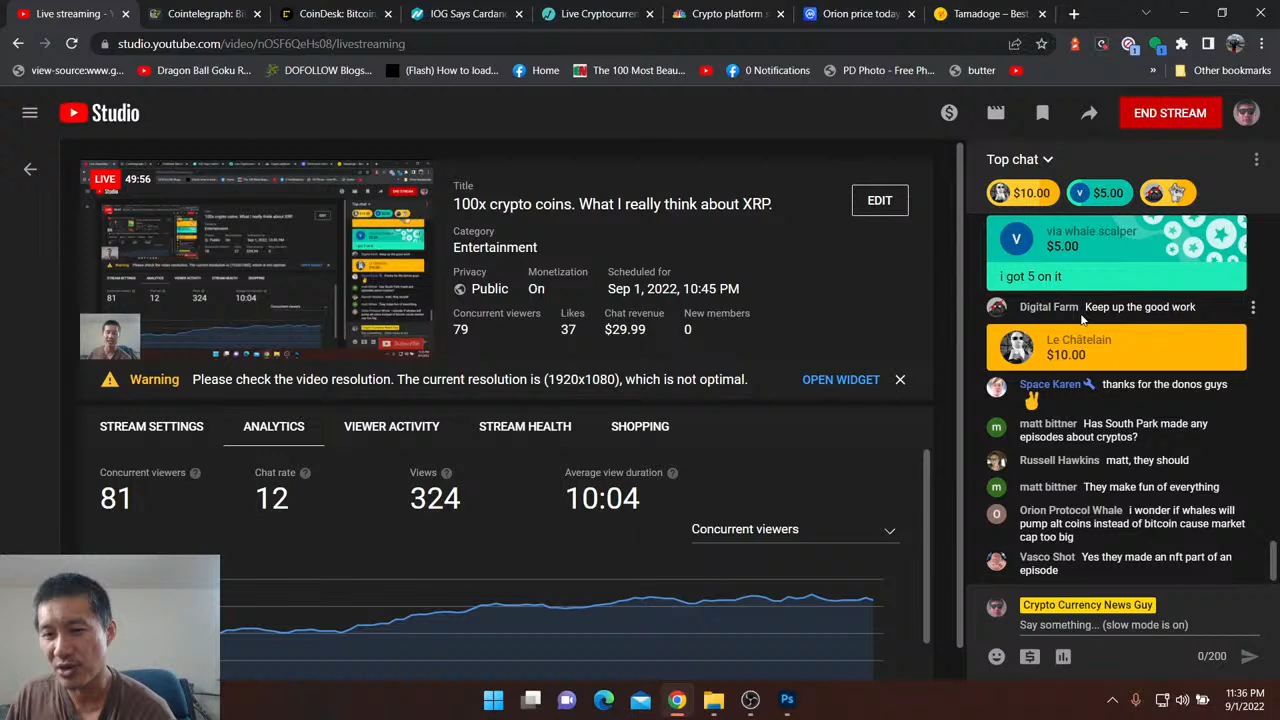 Live streaming - Y
Cointelegraph: Bi
CoinDesk: Bitcoin,
IOG Says Cardan
Live Cryptocurren
Crypto platform s
Orion price today
Tamadoge – Best
studio.youtube.com/video/nOSF6QeHs08/livestreaming
view-source:www.g...
Dragon Ball Goku R...
DOFOLLOW Blogs...
(Flash) How to Inst...
Home
The 100 Most Beau...
0 Notifications
3D Photo - Free Ph...
butter
Other bookmarks
Studio
END STREAM
LIVE 49:56
Title
100x crypto coins. What I really think about XRP.
EDIT
Category
Entertainment
Privacy
Monetization
Scheduled for
Public
On
Sep 1, 2022, 10:45 PM
Concurrent viewers
Likes
New members
79
37
$29.99
0
Warning Please check the video resolution. The current resolution is (1920x1080), which is not optimal.
OPEN WIDGET
STREAM SETTINGS
ANALYTICS
VIEWER ACTIVITY
STREAM HEALTH
SHOPPING
Concurrent viewers
Chat rate
Views
Average view duration
81
12
324
10:04
Concurrent viewers
Top chat
$10.00
$5.00
via whale.scalper
$5.00
i got 5 on it
Digital Farm Keep up the good work
Le Châtelain
$10.00
Space Karen thanks for the donos guys
matt bittner Has South Park made any
episodes about cryptos?
Russell Hawkins matt, they should
matt bittner They make fun of everything
Orion Protocol Whale i wonder if whales will
pump alt coins instead of bitcoin cause market
cap too big
Vasco Shot Yes they made an nft part of an
episode
Crypto Currency News Guy
Say something... (slow mode is on)
0/200
11:36 PM
9/1/2022